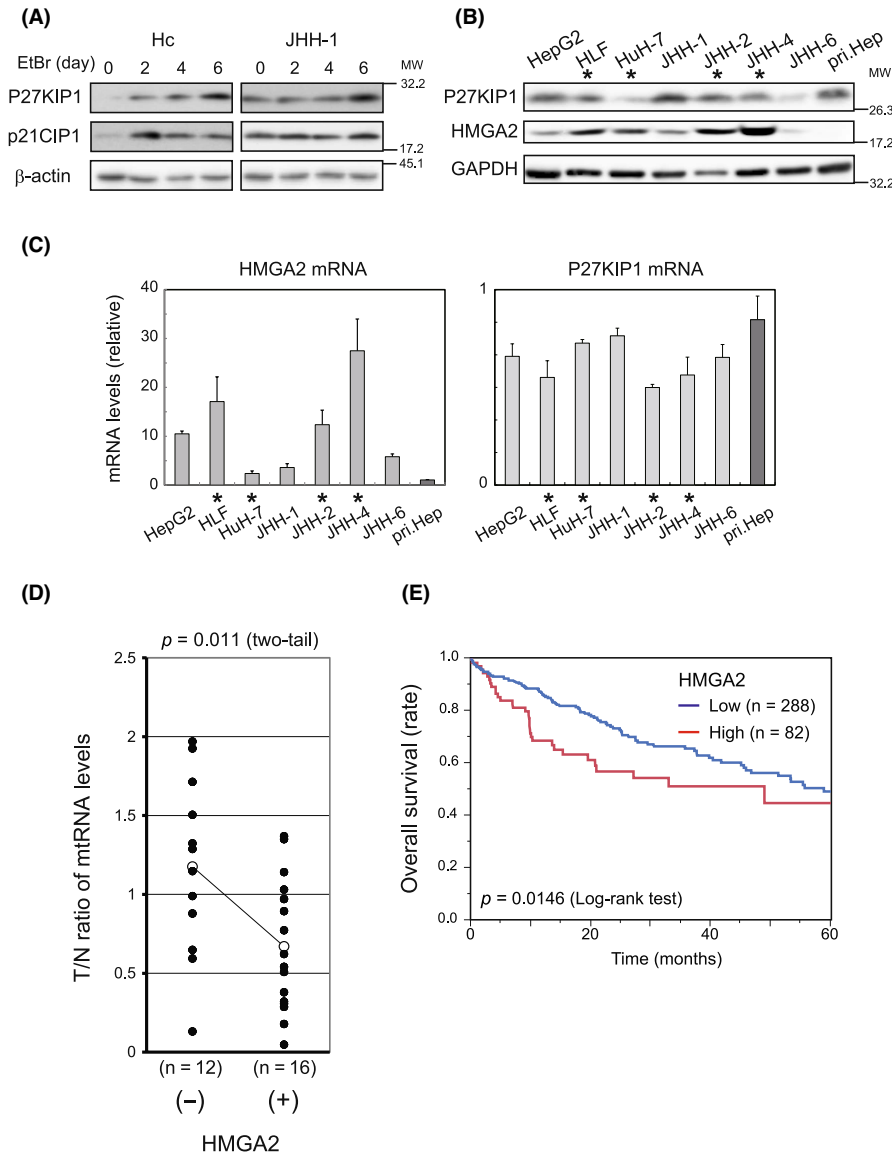 (A)
Hc JHH-1
EtBr (day) 0 2 4 6 0 2 4 6 MW
32.2
P27KIP1
p21CIP1
17.2
45.1
β-actin
(B)
HepG2 HLF HuH-7 JHH-1 JHH-2 JHH-4 JHH-6 pri.Hep
* * * * MW
P27KIP1
26.3
HMGA2
17.2
GAPDH
32.2
(C)
HMGA2 mRNA
mRNA levels (relative)
40
30
20
10
0
* * * *
HepG2 HLF HuH-7 JHH-1 JHH-2 JHH-4 JHH-6 pri.Hep
P27KIP1 mRNA
1
0
* * * *
HepG2 HLF HuH-7 JHH-1 JHH-2 JHH-4 JHH-6 pri.Hep
(D)
p = 0.011 (two-tail)
T/N ratio of mtRNA levels
2.5
2
1.5
1
0.5
0
(n = 12) (n = 16)
(−) (+)
HMGA2
(E)
Overall survival (rate)
1.0
0.8
0.6
0.4
0.2
0.0
HMGA2
Low (n = 288)
High (n = 82)
p = 0.0146 (Log-rank test)
0 20 40 60
Time (months)